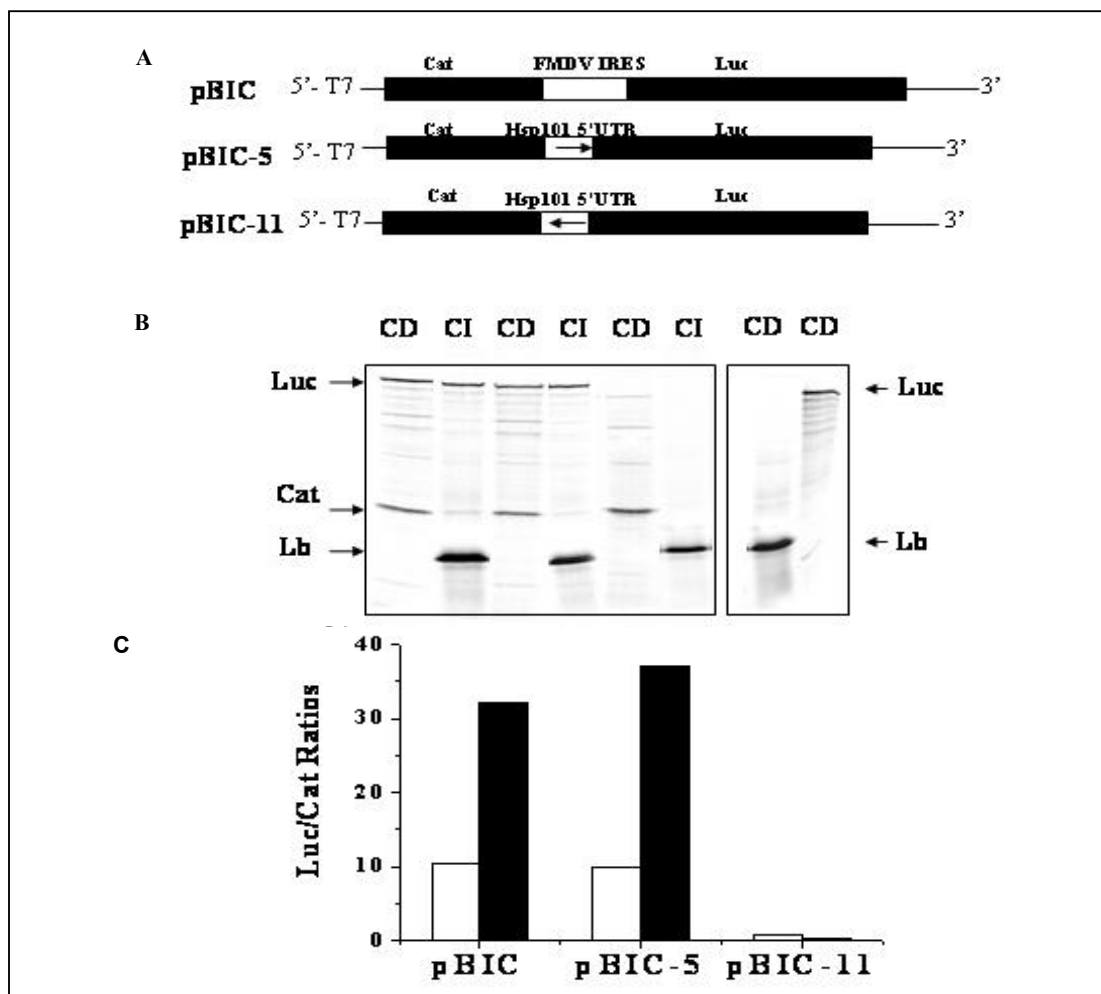 A
Cat FMDV IRES Luc
pBIC 5'- T7 3'
Cat Hsp101 5'UTR Luc
pBIC-5 5'- T7 3'
Cat Hsp101 5'UTR Luc
pBIC-11 5'- T7 3'
B
CD CI CD CI CD CI CD CD
Luc Luc
Cat
Lb Lb
C
Luc/Cat Ratios
40
30
20
10
0
pBIC pBIC-5 pBIC-11